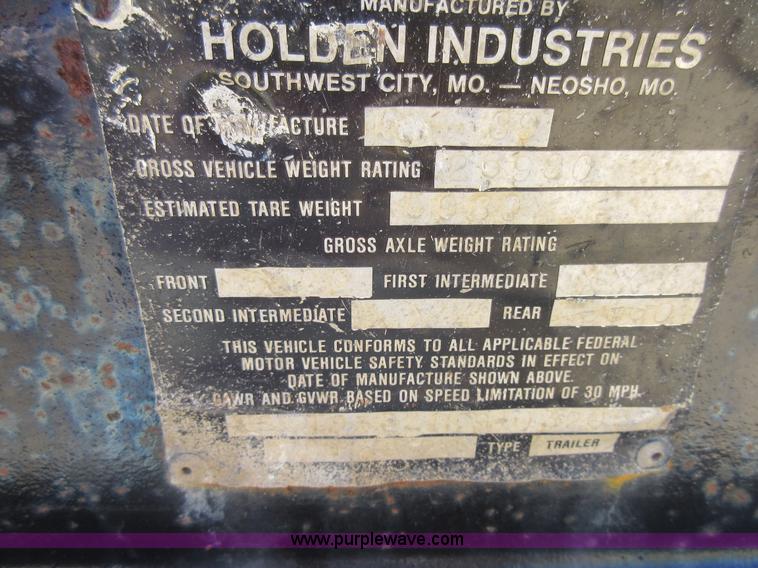 MANUFACTURED BY
HOLDEN INDUSTRIES
SOUTHWEST CITY, MO. — NEOSHO, MO.
DATE OF MANUFACTURE
GROSS VEHICLE WEIGHT RATING 29990
ESTIMATED TARE WEIGHT
GROSS AXLE WEIGHT RATING
FRONT FIRST INTERMEDIATE
SECOND INTERMEDIATE REAR
THIS VEHICLE CONFORMS TO ALL APPLICABLE FEDERAL
MOTOR VEHICLE SAFETY STANDARDS IN EFFECT ON
DATE OF MANUFACTURE SHOWN ABOVE.
GAWR AND GVWR BASED ON SPEED LIMITATION OF 30 MPH.
TYPE TRAILER
www.purplewave.com